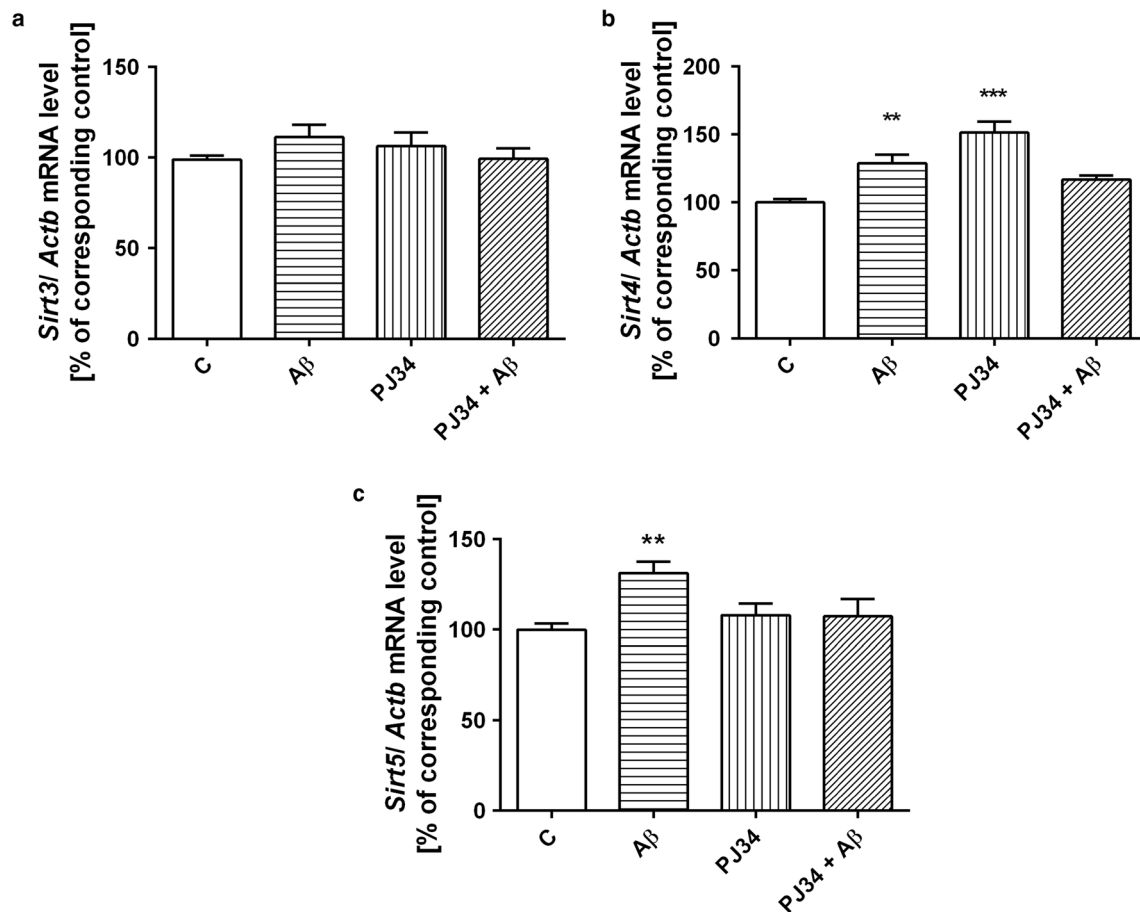 a
Sirt3/ Actb mRNA level
[% of corresponding control]
150
100
50
0
C
Aβ
PJ34
PJ34 + Aβ
b
Sirt4/ Actb mRNA level
[% of corresponding control]
200
150
100
50
0
**
***
C
Aβ
PJ34
PJ34 + Aβ
c
Sirt5/ Actb mRNA level
[% of corresponding control]
150
100
50
0
**
C
Aβ
PJ34
PJ34 + Aβ